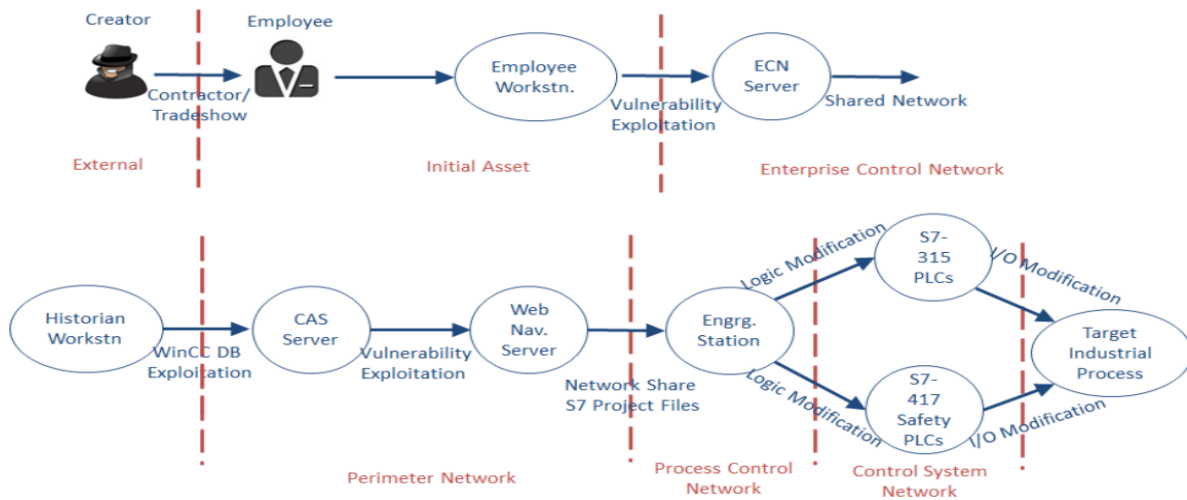 Creator
Employee
Contractor/
Tradeshow
Employee
Workstn.
Vulnerability
Exploitation
ECN
Server
Shared Network
External
Initial Asset
Enterprise Control Network
Historian
Workstn
WinCC DB
Exploitation
CAS
Server
Vulnerability
Exploitation
Web
Nav.
Server
Network Share
S7 Project Files
Engrg.
Station
Logic Modification
Logic Modification
S7-
315
PLCs
S7-
417
Safety
PLCs
I/O Modification
I/O Modification
Target
Industrial
Process
Perimeter Network
Process Control
Network
Control System
Network